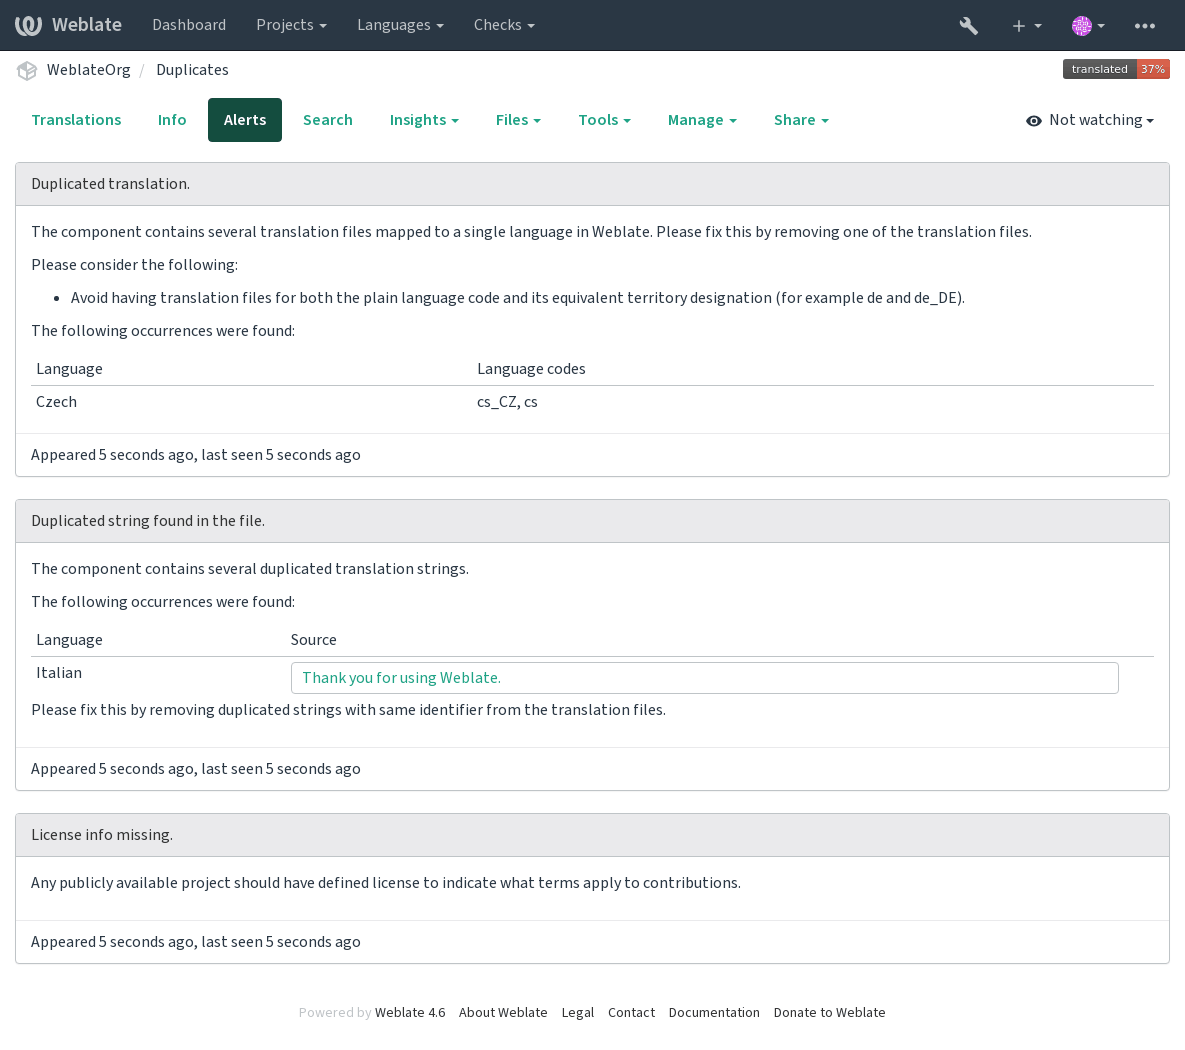 Weblate Dashboard Projects Languages Checks
WeblateOrg / Duplicates translated 37%
Translations Info Alerts Search Insights Files Tools Manage Share Not watching
Duplicated translation.
The component contains several translation files mapped to a single language in Weblate. Please fix this by removing one of the translation files.
Please consider the following:
• Avoid having translation files for both the plain language code and its equivalent territory designation (for example de and de_DE).
The following occurrences were found:
Language Language codes
Czech cs_CZ, cs
Appeared 5 seconds ago, last seen 5 seconds ago
Duplicated string found in the file.
The component contains several duplicated translation strings.
The following occurrences were found:
Language Source
Italian Thank you for using Weblate.
Please fix this by removing duplicated strings with same identifier from the translation files.
Appeared 5 seconds ago, last seen 5 seconds ago
License info missing.
Any publicly available project should have defined license to indicate what terms apply to contributions.
Appeared 5 seconds ago, last seen 5 seconds ago
Powered by Weblate 4.6 About Weblate Legal Contact Documentation Donate to Weblate